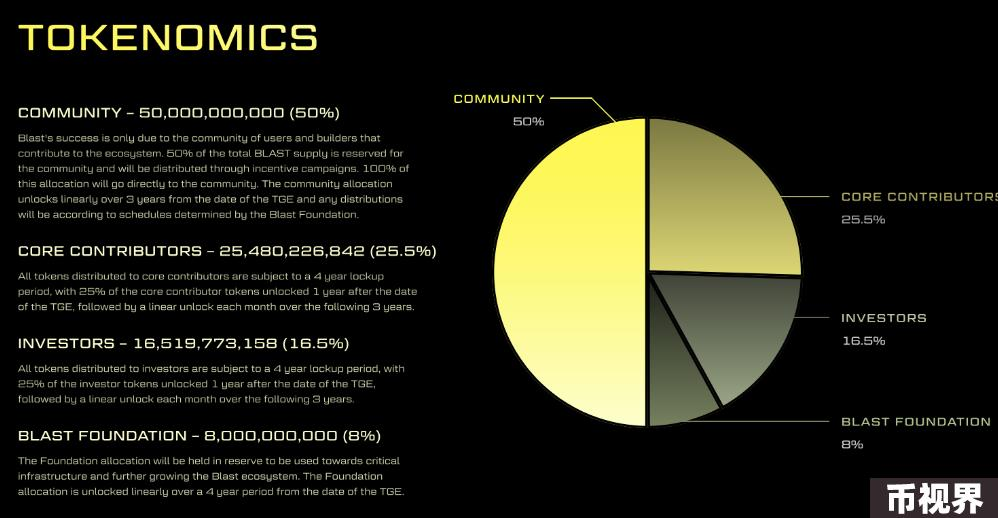 TOKENOMICS
COMMUNITY – 50,000,000,000 (50%)
Blast's success is only due to the community of users and builders that
contribute to the ecosystem. 50% of the total BLAST supply is reserved for
the community and will be distributed through incentive campaigns. 100% of
this allocation will go directly to the community. The community allocation
unlocks linearly over 3 years from the date of the TGE and any distributions
will be according to schedules determined by the Blast Foundation.
CORE CONTRIBUTORS – 25,480,226,842 (25.5%)
All tokens distributed to core contributors are subject to a 4 year lockup
period, with 25% of the core contributor tokens unlocked 1 year after the date
of the TGE, followed by a linear unlock each month over the following 3 years.
INVESTORS – 16,519,773,158 (16.5%)
All tokens distributed to investors are subject to a 4 year lockup period, with
25% of the investor tokens unlocked 1 year after the date of the TGE,
followed by a linear unlock each month over the following 3 years.
BLAST FOUNDATION – 8,000,000,000 (8%)
The Foundation allocation will be held in reserve to be used towards critical
infrastructure and further growing the Blast ecosystem. The Foundation
allocation is unlocked linearly over a 4 year period from the date of the TGE.
COMMUNITY
50%
CORE CONTRIBUTORS
25.5%
INVESTORS
16.5%
BLAST FOUNDATION
8%
币视界